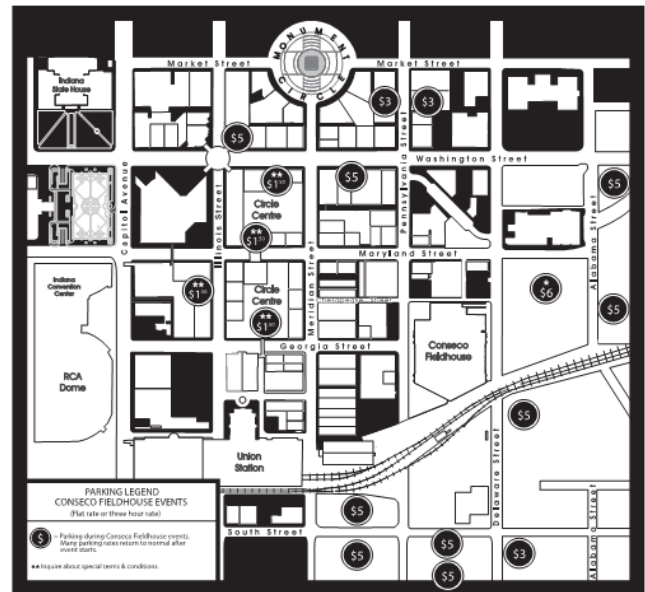 MONUMENT
CIRCLE
Market Street
Market Street
Indiana
State House
$3
$3
$5
Washington Street
Capitol Avenue
Illinois Street
Pennsylvania Street
** $1
Circle
Centre
$5
$5
Alabama Street
Meridian Street
** $1
Maryland Street
Indiana
Convention
Center
** $1
Circle
Centre
** $1
* $6
$5
Georgia Street
Conseco
Fieldhouse
RCA
Dome
$5
Union
Station
Delaware Street
Alabama Street
PARKING LEGEND
CONSECO FIELDHOUSE EVENTS
(Flat rate or three hour rate)
$ – Parking during Conseco Fieldhouse events.
Many parking rates return to normal after
event starts.
** Inquire about special terms & conditions.
South Street
$5
$5
$5
$5
$3